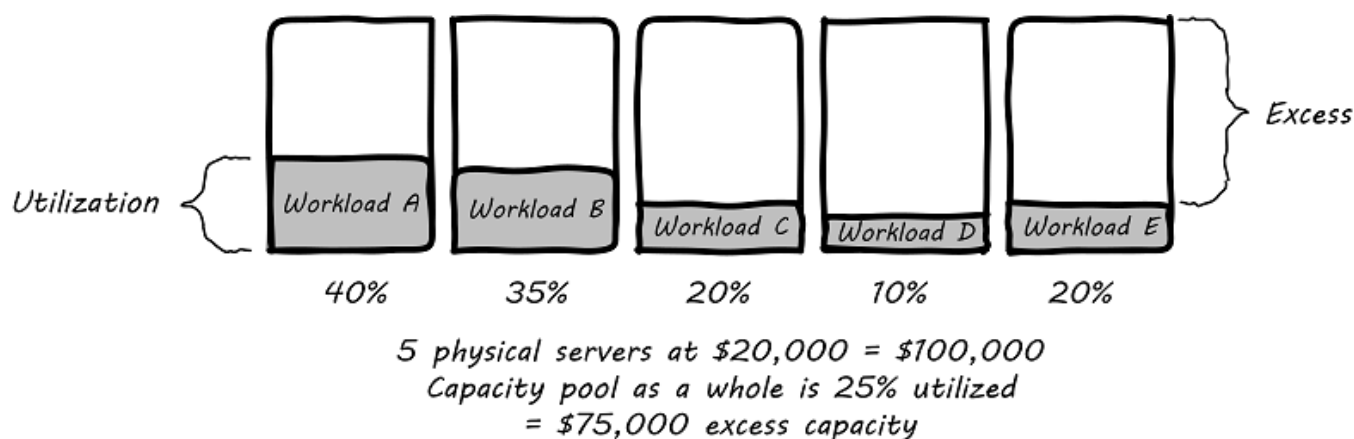 Excess
Utilization
Workload A
Workload B
Workload C
Workload D
Workload E
40%
35%
20%
10%
20%
5 physical servers at $20,000 = $100,000
Capacity pool as a whole is 25% utilized
= $75,000 excess capacity